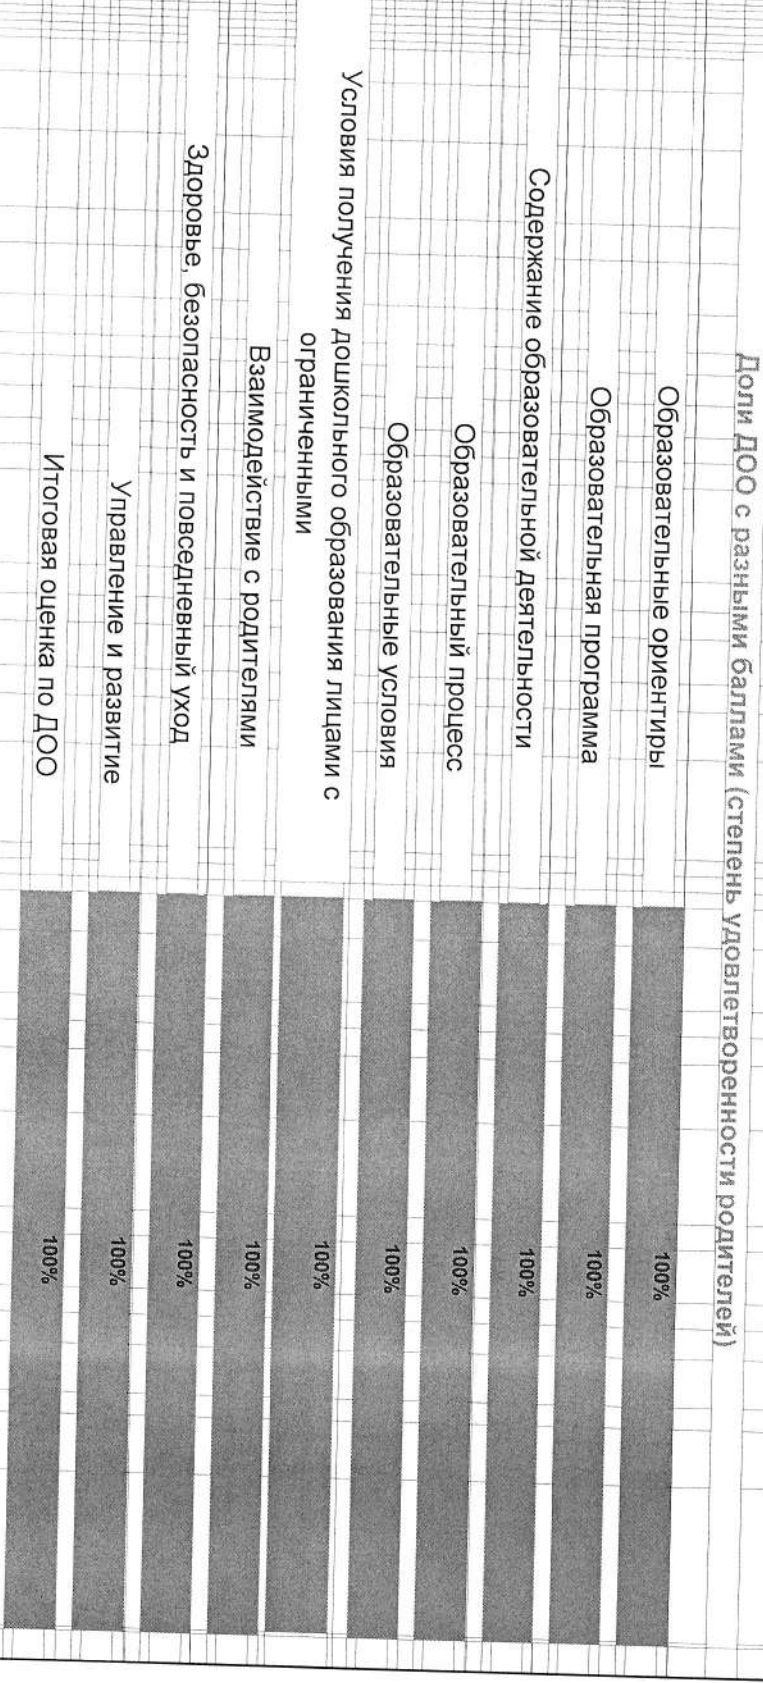 Доли ДОО с разными баллами (степень удовлетворенности родителей)
Образовательные ориентиры 100%
Образовательная программа 100%
Содержание образовательной деятельности 100%
Образовательный процесс 100%
Образовательные условия 100%
Условия получения дошкольного образования лицами с
ограниченными 100%
Взаимодействие с родителями 100%
Здоровье, безопасность и повседневный уход 100%
Управление и развитие 100%
Итоговая оценка по ДОО 100%